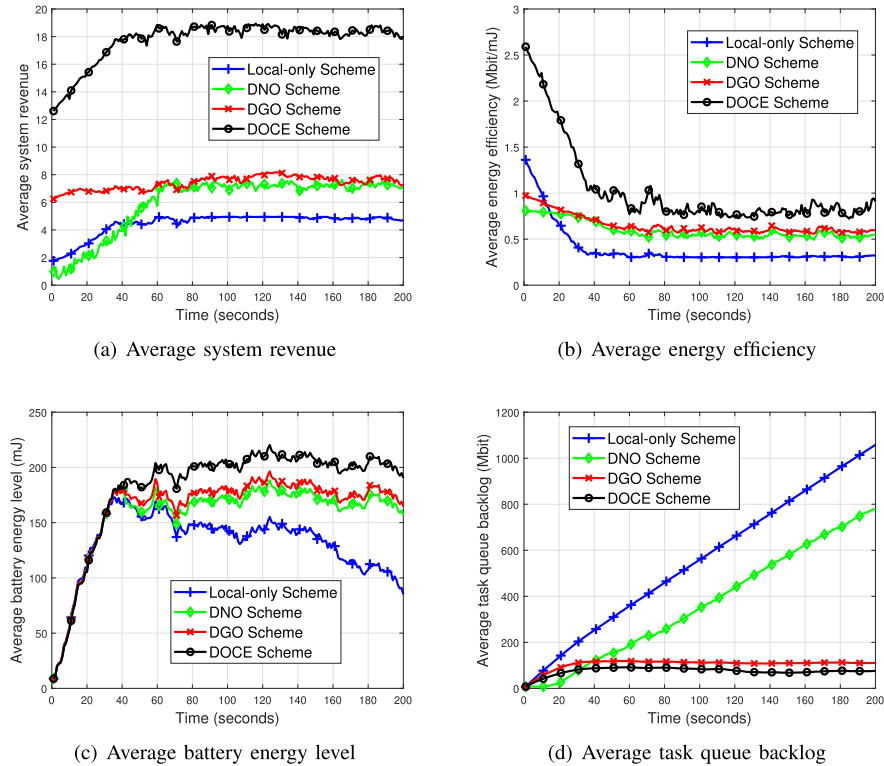 20
18
16
14
12
10
8
6
4
2
0
Average system revenue
Local-only Scheme
DNO Scheme
DGO Scheme
DOCE Scheme
0 20 40 60 80 100 120 140 160 180 200
Time (seconds)
(a) Average system revenue
3
2.5
2
1.5
1
0.5
0
Average energy efficiency (Mbit/mJ)
Local-only Scheme
DNO Scheme
DGO Scheme
DOCE Scheme
0 20 40 60 80 100 120 140 160 180 200
Time (seconds)
(b) Average energy efficiency
250
200
150
100
50
0
Average battery energy level (mJ)
Local-only Scheme
DNO Scheme
DGO Scheme
DOCE Scheme
0 20 40 60 80 100 120 140 160 180 200
Time (seconds)
(c) Average battery energy level
1200
1000
800
600
400
200
0
Average task queue backlog (Mbit)
Local-only Scheme
DNO Scheme
DGO Scheme
DOCE Scheme
0 20 40 60 80 100 120 140 160 180 200
Time (seconds)
(d) Average task queue backlog